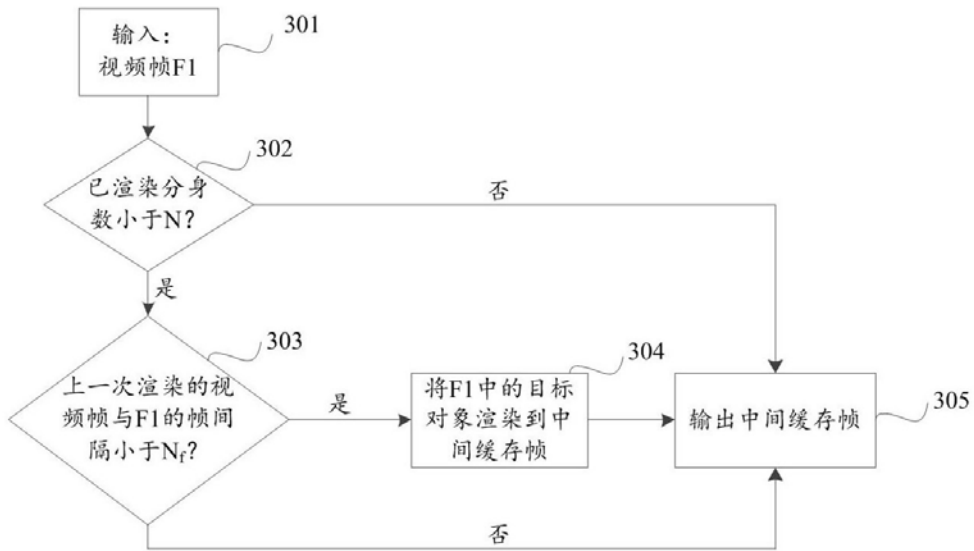 输入：
视频帧F1
301
302
已渲染分身
数小于N？
否
是
303
上一次渲染的视
频帧与F1的帧间
隔小于Nf？
是
304
将F1中的目标
对象渲染到中
间缓存帧
305
输出中间缓存帧
否